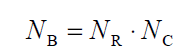 N_B = N_R · N_C